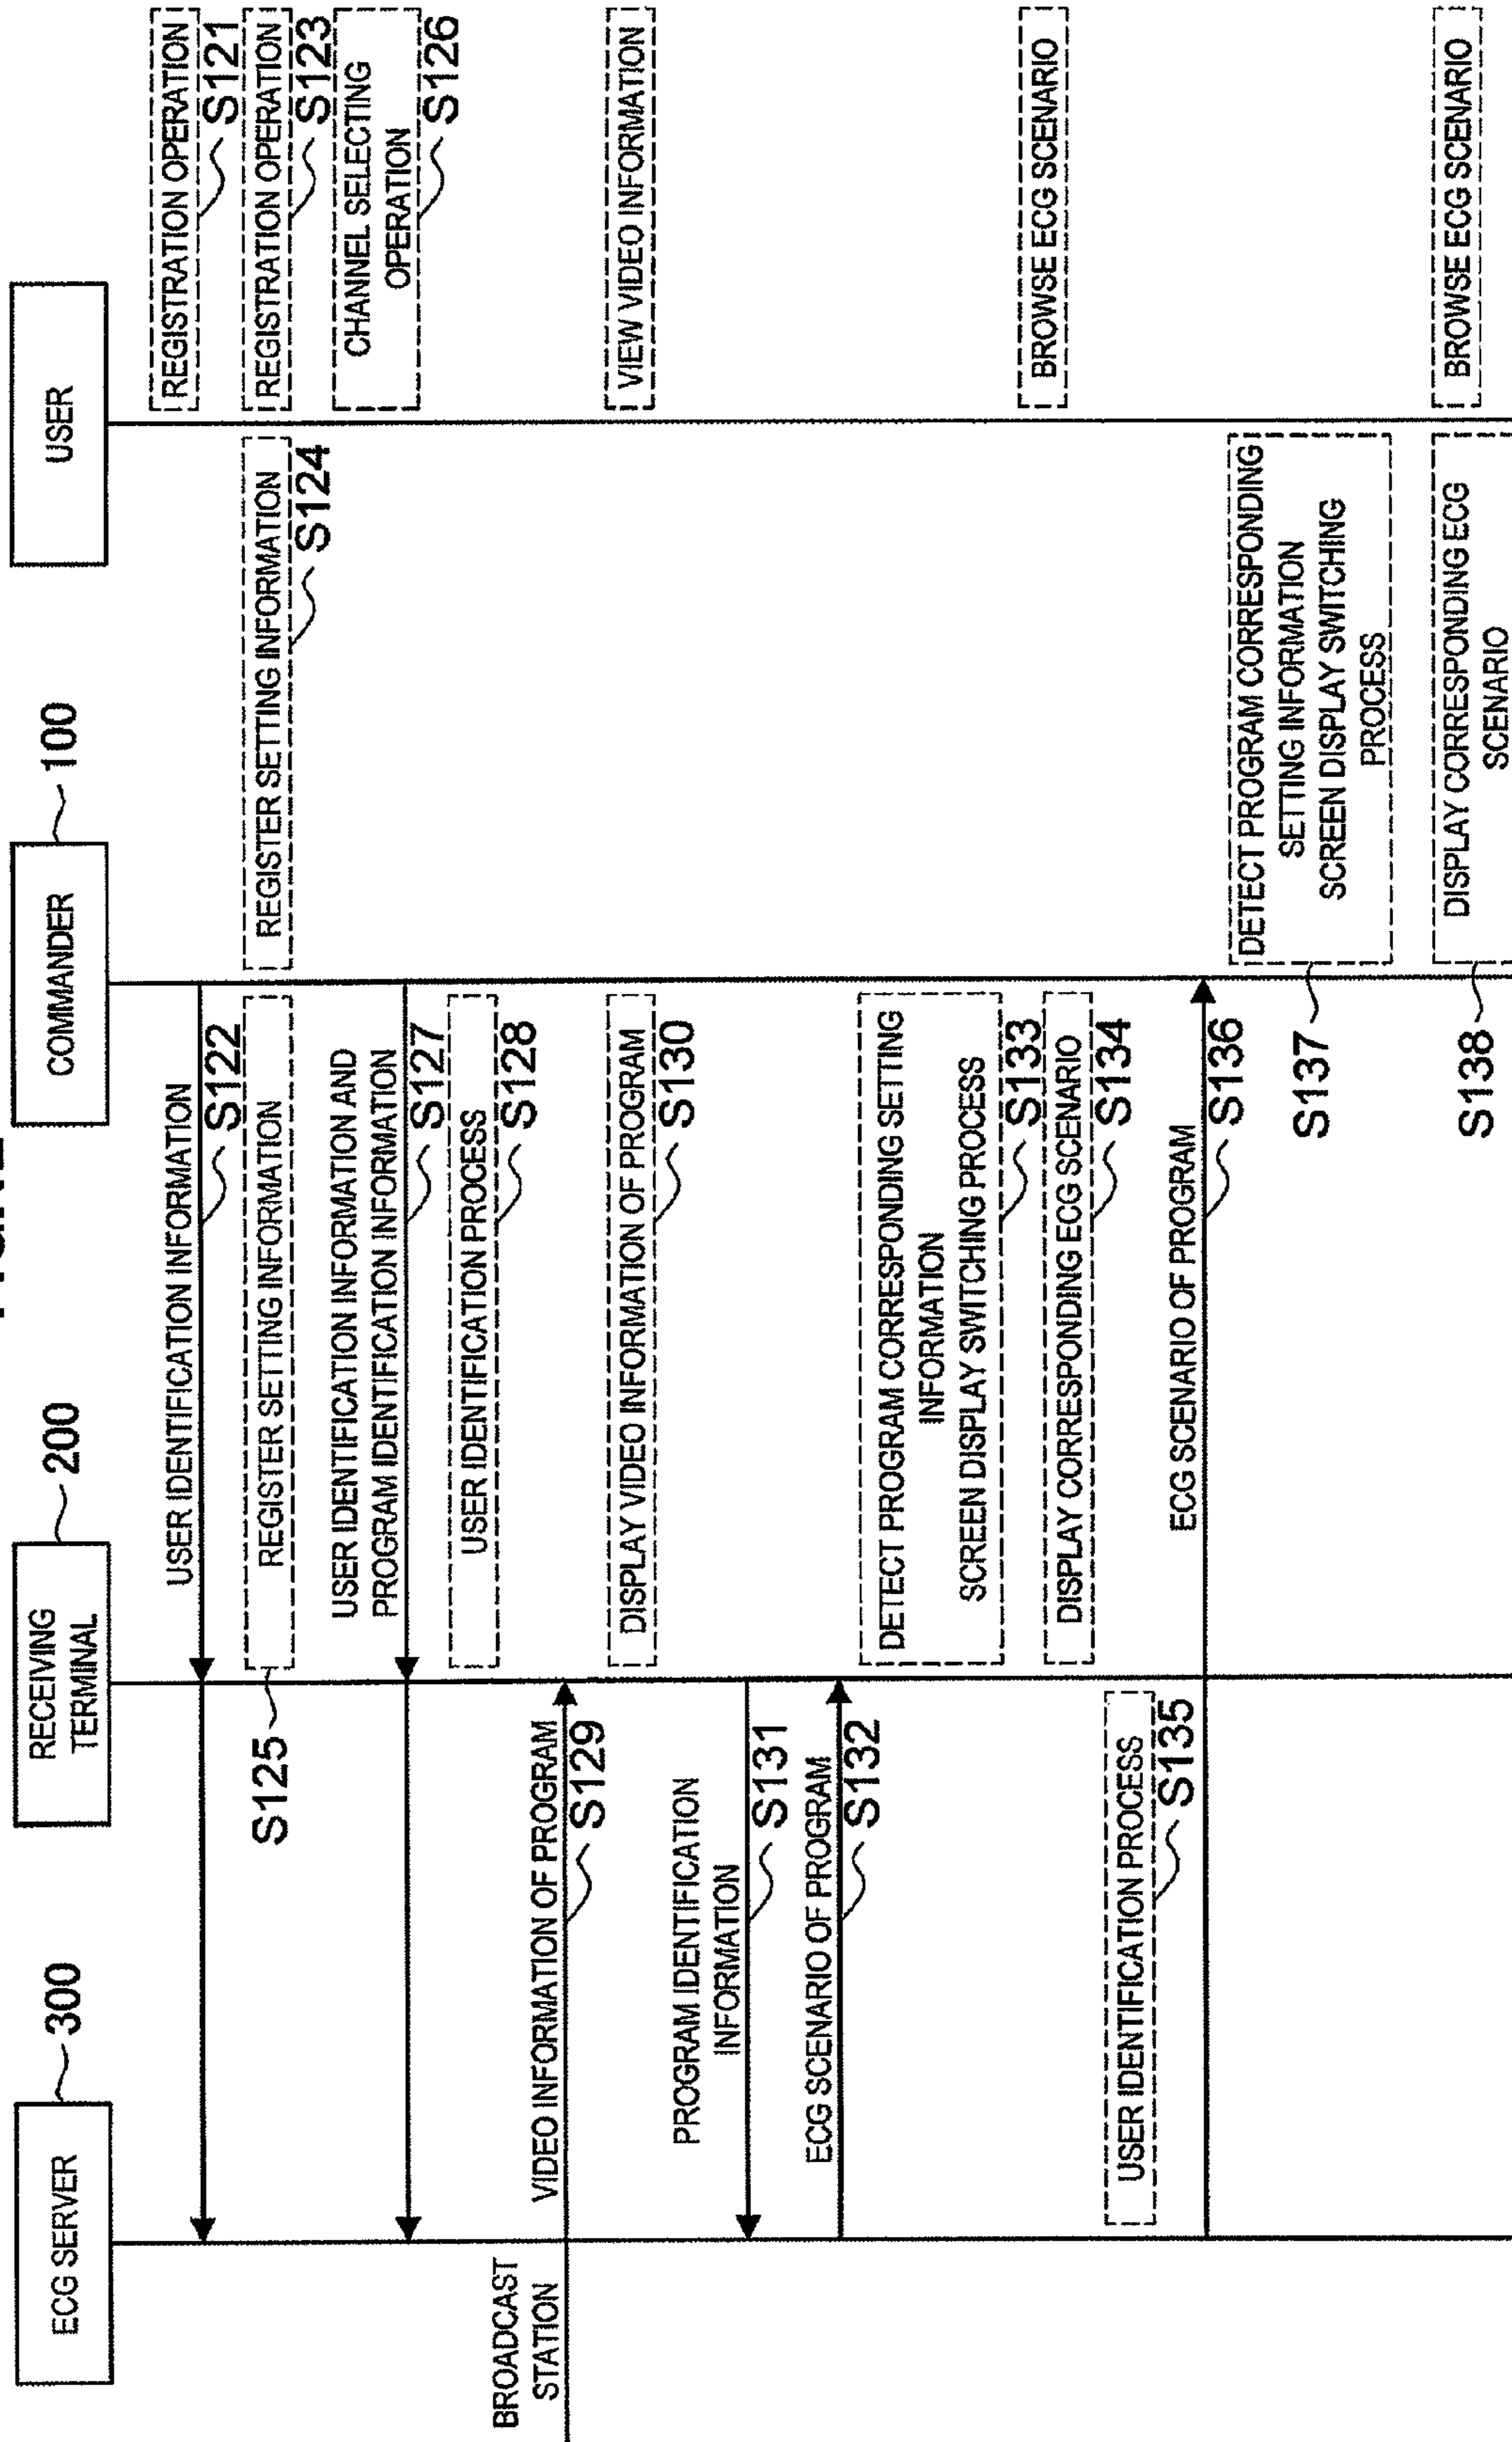 ECG SERVER
300
RECEIVING
TERMINAL
200
COMMANDER
100
USER
REGISTRATION OPERATION
S121
USER IDENTIFICATION INFORMATION
S122
REGISTRATION OPERATION
S123
REGISTER SETTING INFORMATION
S124
REGISTER SETTING INFORMATION
S125
CHANNEL SELECTING
OPERATION
S126
USER IDENTIFICATION INFORMATION AND
PROGRAM IDENTIFICATION INFORMATION
S127
USER IDENTIFICATION PROCESS
S128
BROADCAST
STATION
VIDEO INFORMATION OF PROGRAM
S129
DISPLAY VIDEO INFORMATION OF PROGRAM
S130
VIEW VIDEO INFORMATION
PROGRAM IDENTIFICATION
INFORMATION
S131
ECG SCENARIO OF PROGRAM
S132
DETECT PROGRAM CORRESPONDING SETTING
INFORMATION
SCREEN DISPLAY SWITCHING PROCESS
S133
DISPLAY CORRESPONDING ECG SCENARIO
S134
BROWSE ECG SCENARIO
USER IDENTIFICATION PROCESS
S135
ECG SCENARIO OF PROGRAM
S136
DETECT PROGRAM CORRESPONDING
SETTING INFORMATION
SCREEN DISPLAY SWITCHING
PROCESS
S137
DISPLAY CORRESPONDING ECG
SCENARIO
S138
BROWSE ECG SCENARIO